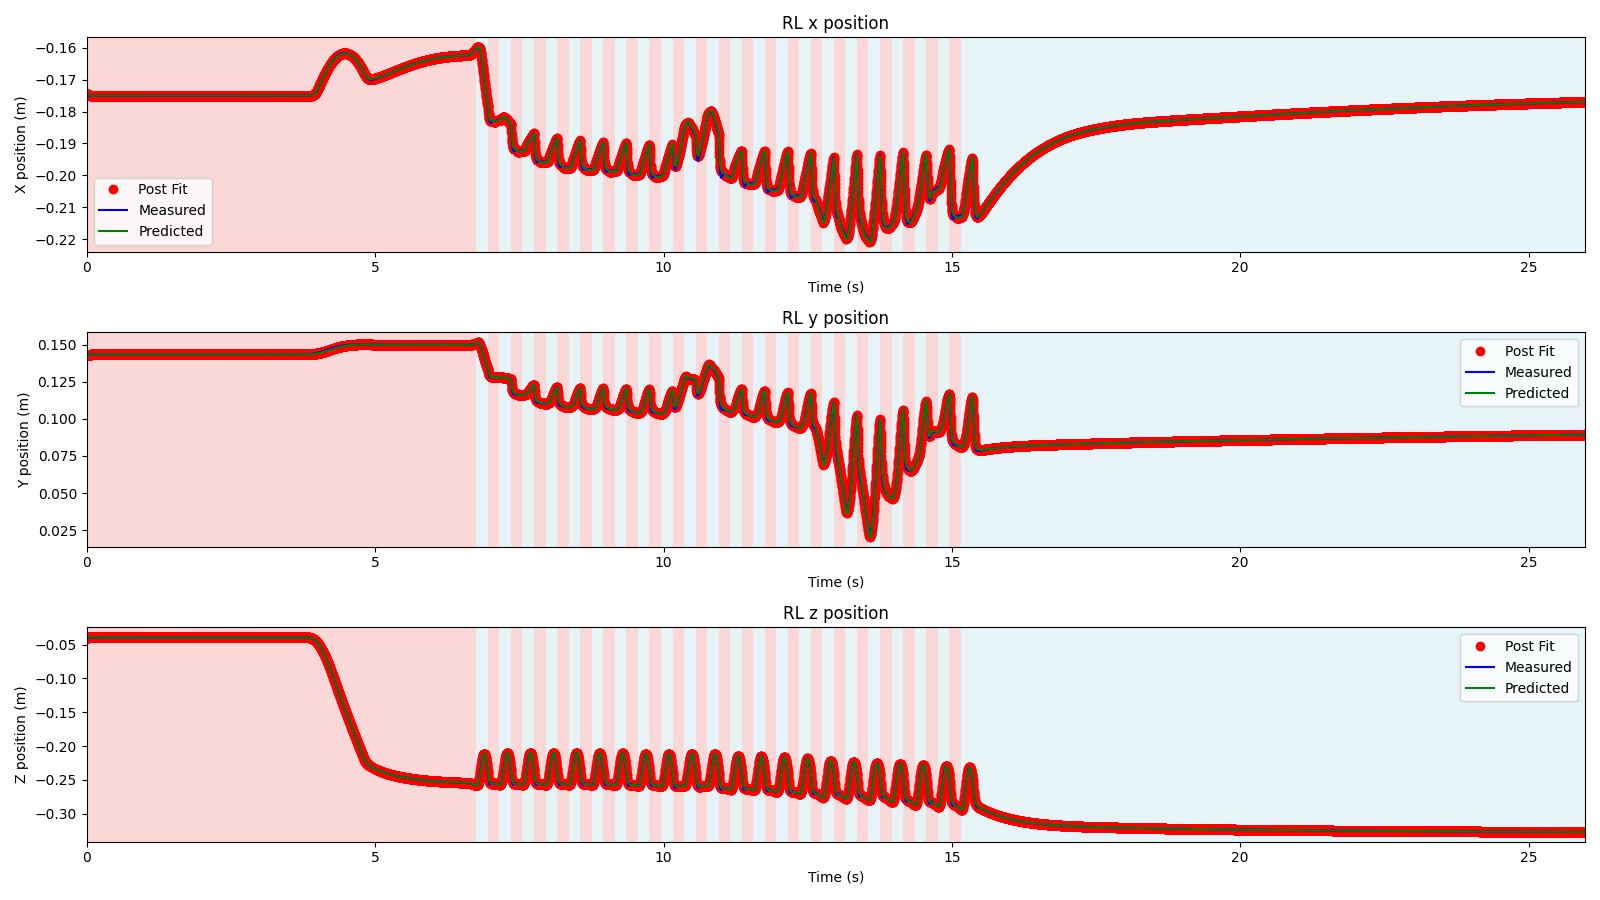 RL x position
X position (m)
−0.16
−0.17
−0.18
−0.19
−0.20
−0.21
−0.22
Post Fit
Measured
Predicted
0 5 10 15 20 25
Time (s)
RL y position
Y position (m)
0.150
0.125
0.100
0.075
0.050
0.025
Post Fit
Measured
Predicted
0 5 10 15 20 25
Time (s)
RL z position
Z position (m)
−0.05
−0.10
−0.15
−0.20
−0.25
−0.30
Post Fit
Measured
Predicted
0 5 10 15 20 25
Time (s)